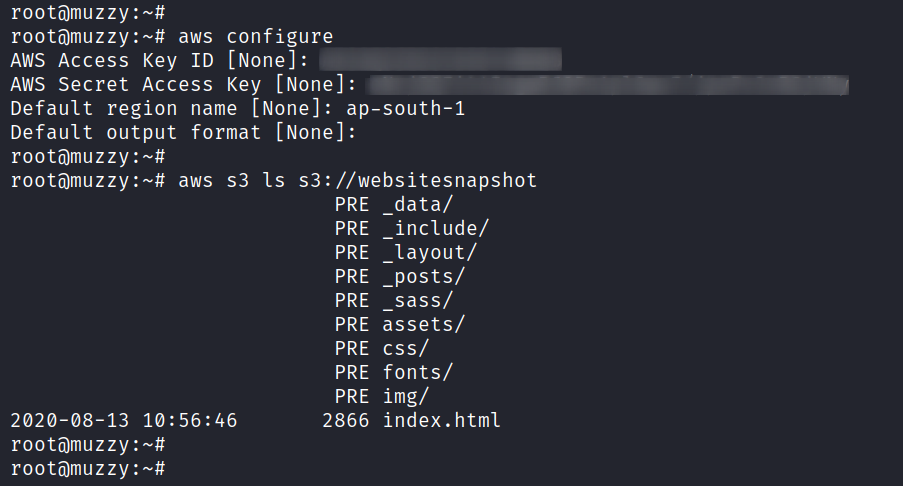 root@muzzy:~#
root@muzzy:~# aws configure
AWS Access Key ID [None]:
AWS Secret Access Key [None]:
Default region name [None]: ap-south-1
Default output format [None]:
root@muzzy:~#
root@muzzy:~# aws s3 ls s3://websitesnapshot
PRE _data/
PRE _include/
PRE _layout/
PRE _posts/
PRE _sass/
PRE assets/
PRE css/
PRE fonts/
PRE img/
2020-08-13 10:56:46 2866 index.html
root@muzzy:~#
root@muzzy:~#